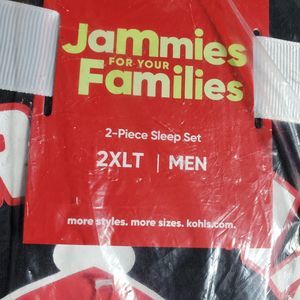 Jammies
FOR YOUR
Families
2-Piece Sleep Set
2XLT | MEN
more styles. more sizes. kohls.com.